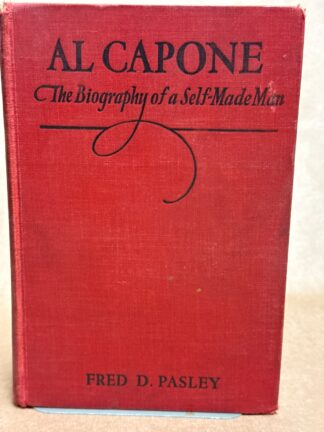 AL CAPONE
The Biography of a Self-Made Man
FRED D. PASLEY